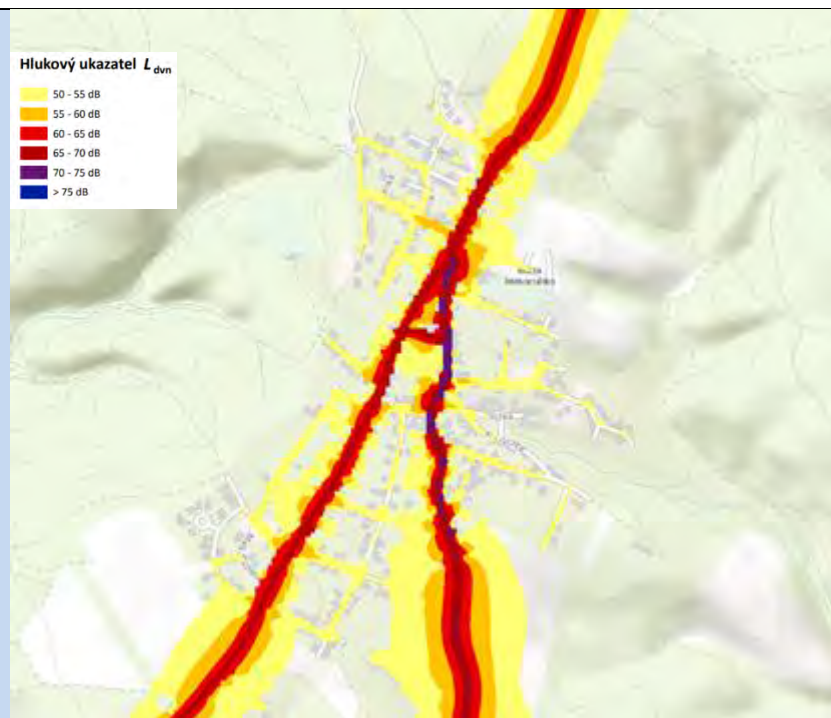 Hlukový ukazatel L dvn
50 - 55 dB
55 - 60 dB
60 - 65 dB
65 - 70 dB
70 - 75 dB
> 75 dB